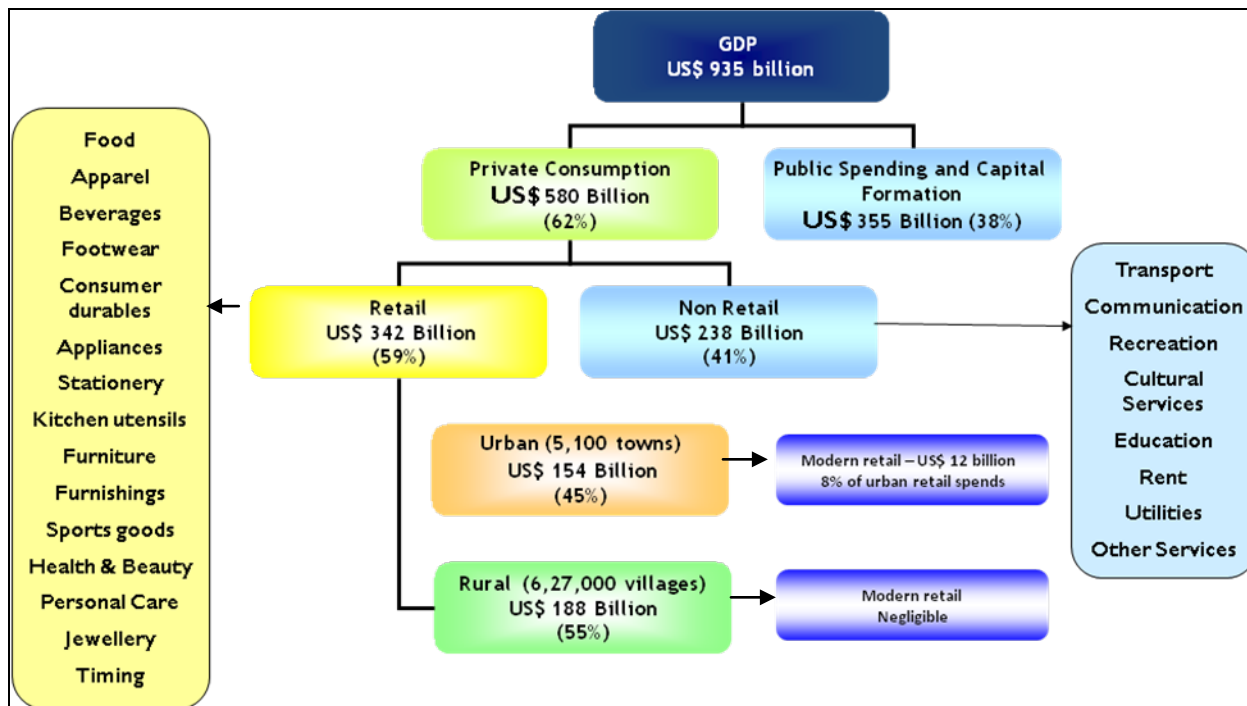 GDP
US$ 935 billion
Private Consumption
US$ 580 Billion
(62%)
Public Spending and Capital
Formation
US$ 355 Billion (38%)
Food
Apparel
Beverages
Footwear
Consumer
durables
Appliances
Stationery
Kitchen utensils
Furniture
Furnishings
Sports goods
Health & Beauty
Personal Care
Jewellery
Timing
Retail
US$ 342 Billion
(59%)
Non Retail
US$ 238 Billion
(41%)
Transport
Communication
Recreation
Cultural
Services
Education
Rent
Utilities
Other Services
Urban (5,100 towns)
US$ 154 Billion
(45%)
Modern retail – US$ 12 billion
8% of urban retail spends
Rural (6,27,000 villages)
US$ 188 Billion
(55%)
Modern retail
Negligible